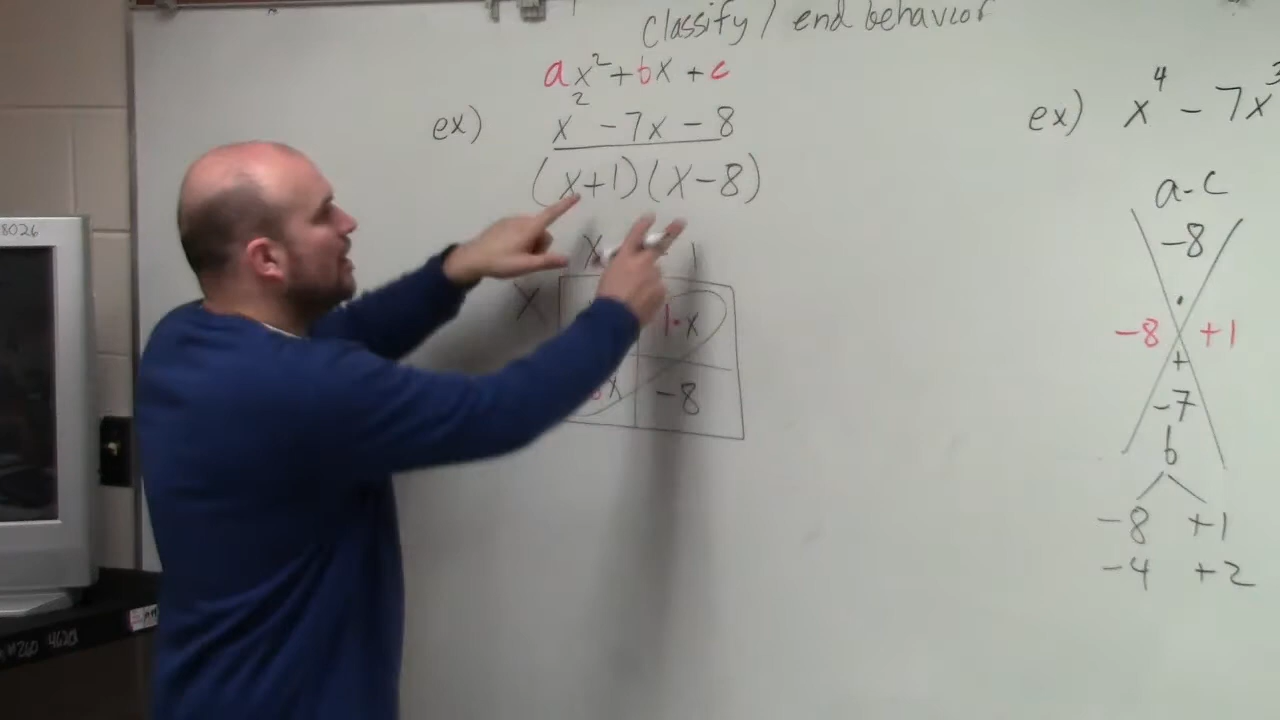 classify / end behavior
ax² + bx + c
ex) x² - 7x - 8
(x+1)(x-8)
x 1
x 1·x
x -8
ex) x⁴ - 7x³
a·c
-8
·
-8 +1
+
-7
b
-8 +1
-4 +2
8026